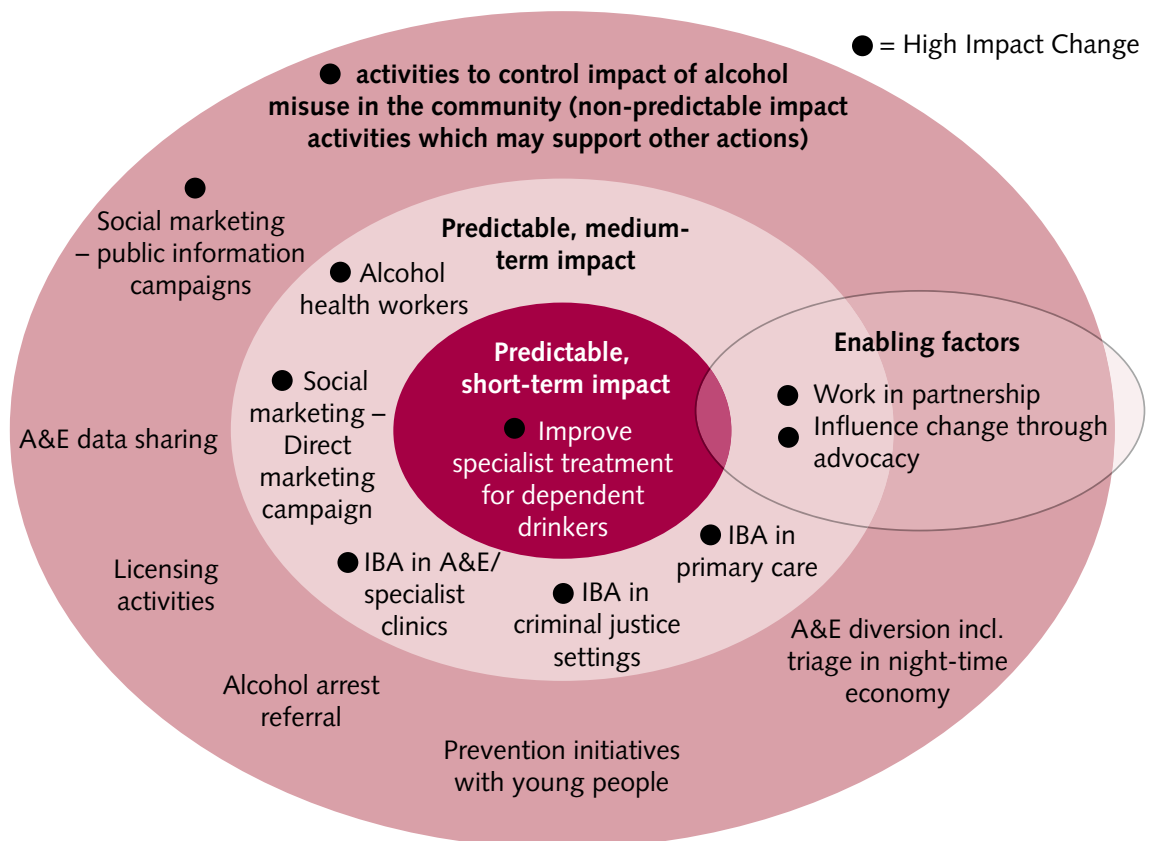 ● = High Impact Change
● activities to control impact of alcohol
misuse in the community (non-predictable impact
activities which may support other actions)
●
Social marketing
– public information
campaigns
Predictable, medium-
term impact
● Alcohol
health workers
Predictable,
short-term impact
● Improve
specialist treatment
for dependent
drinkers
Enabling factors
● Work in partnership
● Influence change through
advocacy
● Social
marketing –
Direct
marketing
campaign
A&E data sharing
● IBA in
primary care
● IBA in A&E/
specialist
clinics
● IBA in
criminal justice
settings
Licensing
activities
A&E diversion incl.
triage in night-time
economy
Alcohol arrest
referral
Prevention initiatives
with young people